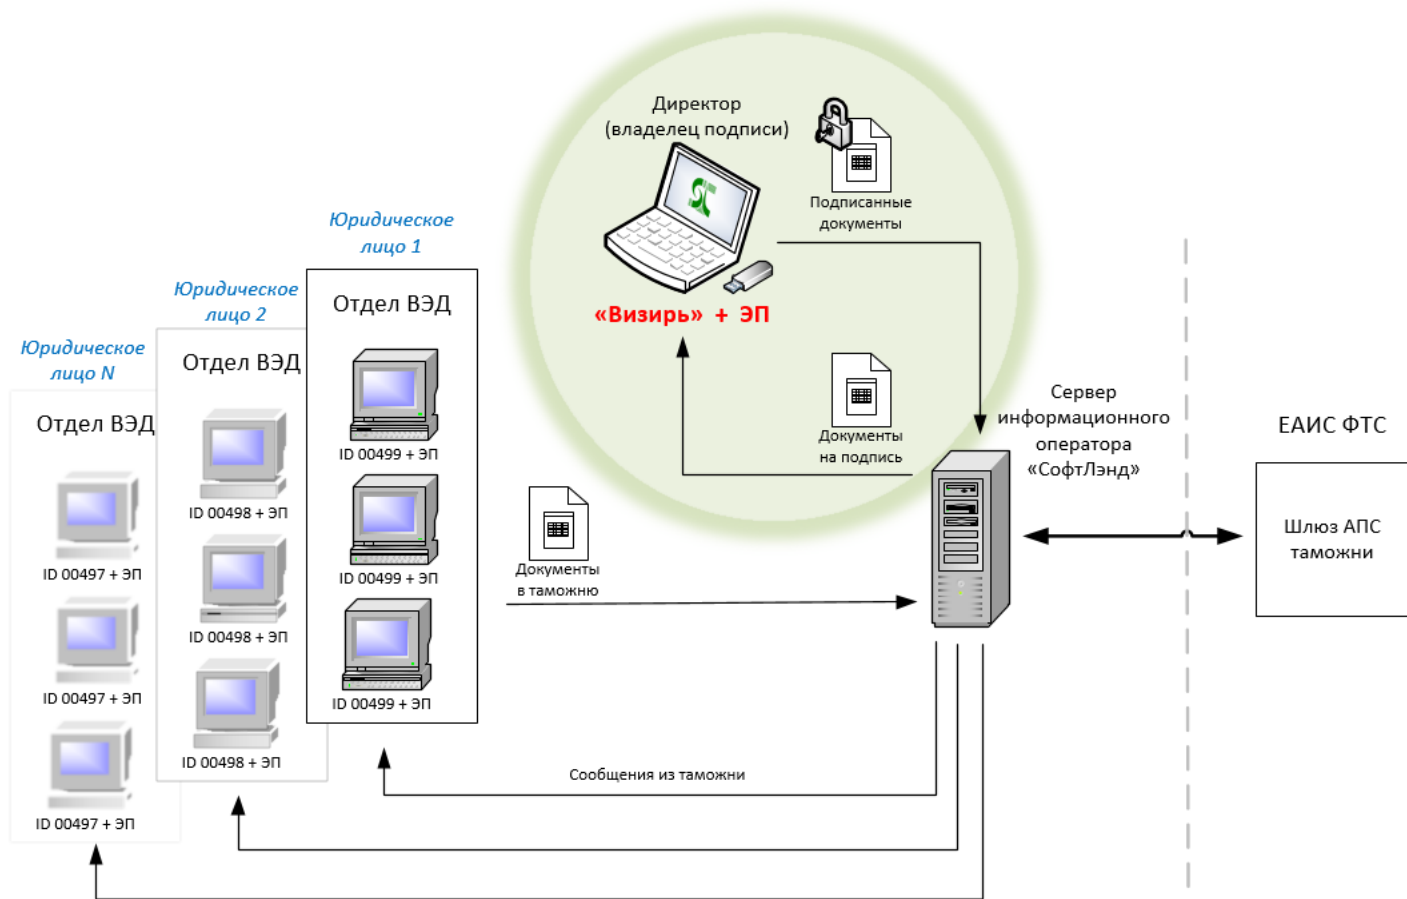 Директор
(владелец подписи)
Подписанные
документы
«Визирь» + ЭП
Документы
на подпись
Юридическое
лицо 1
Отдел ВЭД
ID 00499 + ЭП
ID 00499 + ЭП
ID 00499 + ЭП
Юридическое
лицо 2
Отдел ВЭД
ID 00498 + ЭП
ID 00498 + ЭП
ID 00498 + ЭП
Юридическое
лицо N
Отдел ВЭД
ID 00497 + ЭП
ID 00497 + ЭП
ID 00497 + ЭП
Документы
в таможню
Сервер
информационного
оператора
«СофтЛэнд»
ЕАИС ФТС
Шлюз АПС
таможни
Сообщения из таможни